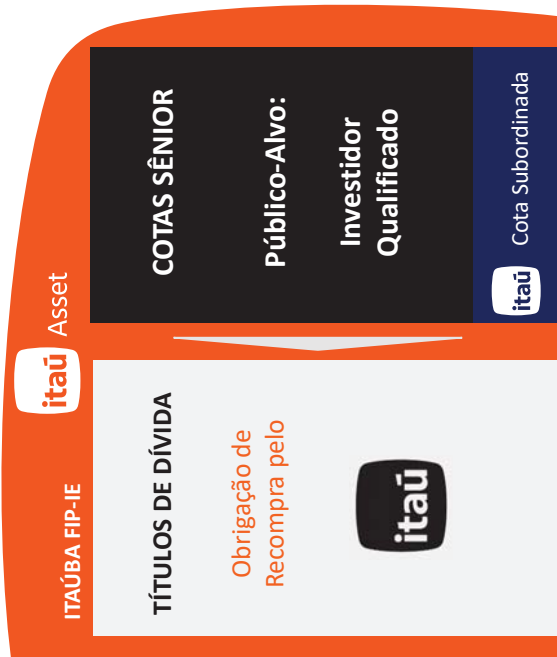 ITAÚBA FIP-IE
itaú Asset
TÍTULOS DE DÍVIDA
Obrigação de
Recompra pelo
itaú
COTAS SÊNIOR
Público-Alvo:
Investidor
Qualificado
itaú Cota Subordinada